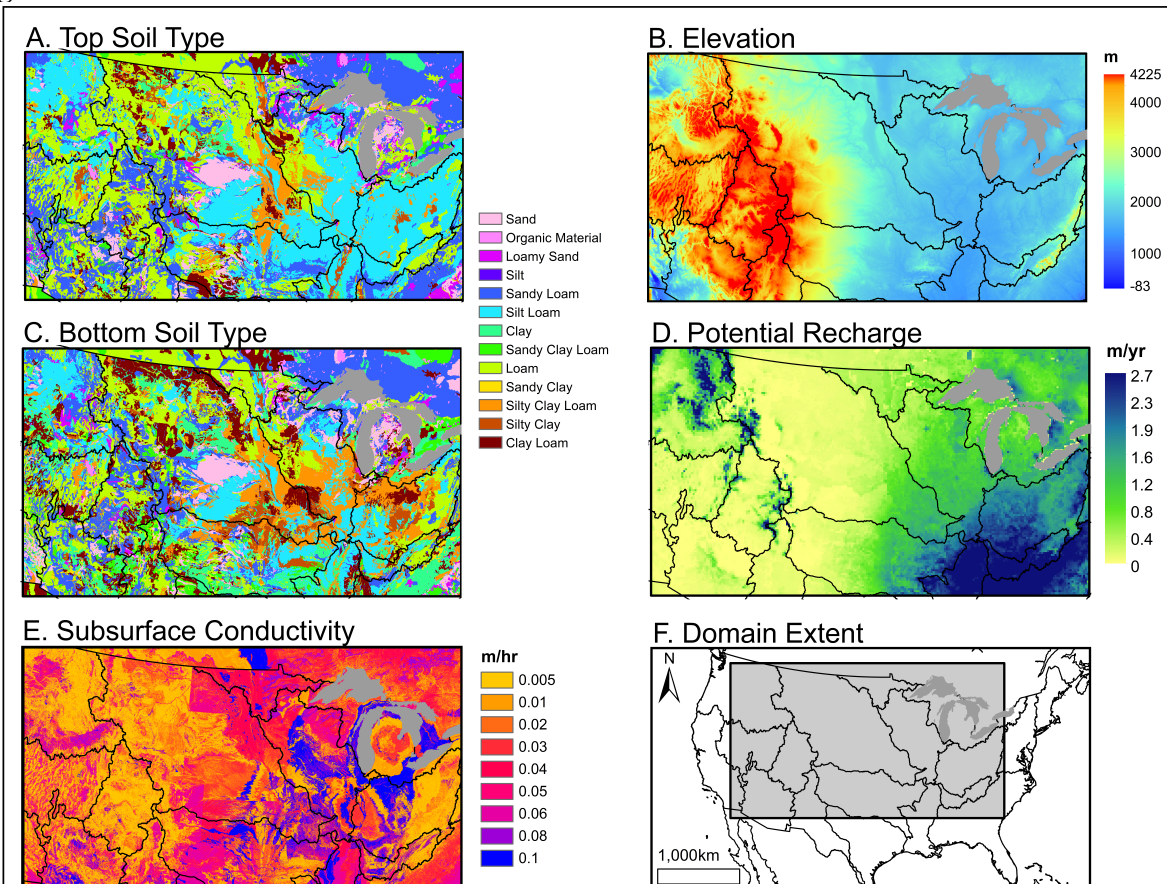 A. Top Soil Type
B. Elevation
m
4225
4000
3000
2000
1000
-83
Sand
Organic Material
Loamy Sand
Silt
Sandy Loam
Silt Loam
Clay
Sandy Clay Loam
Loam
Sandy Clay
Silty Clay Loam
Silty Clay
Clay Loam
C. Bottom Soil Type
D. Potential Recharge
m/yr
2.7
2.3
1.9
1.6
1.2
0.8
0.4
0
E. Subsurface Conductivity
m/hr
0.005
0.01
0.02
0.03
0.04
0.05
0.06
0.08
0.1
F. Domain Extent
N
1,000km